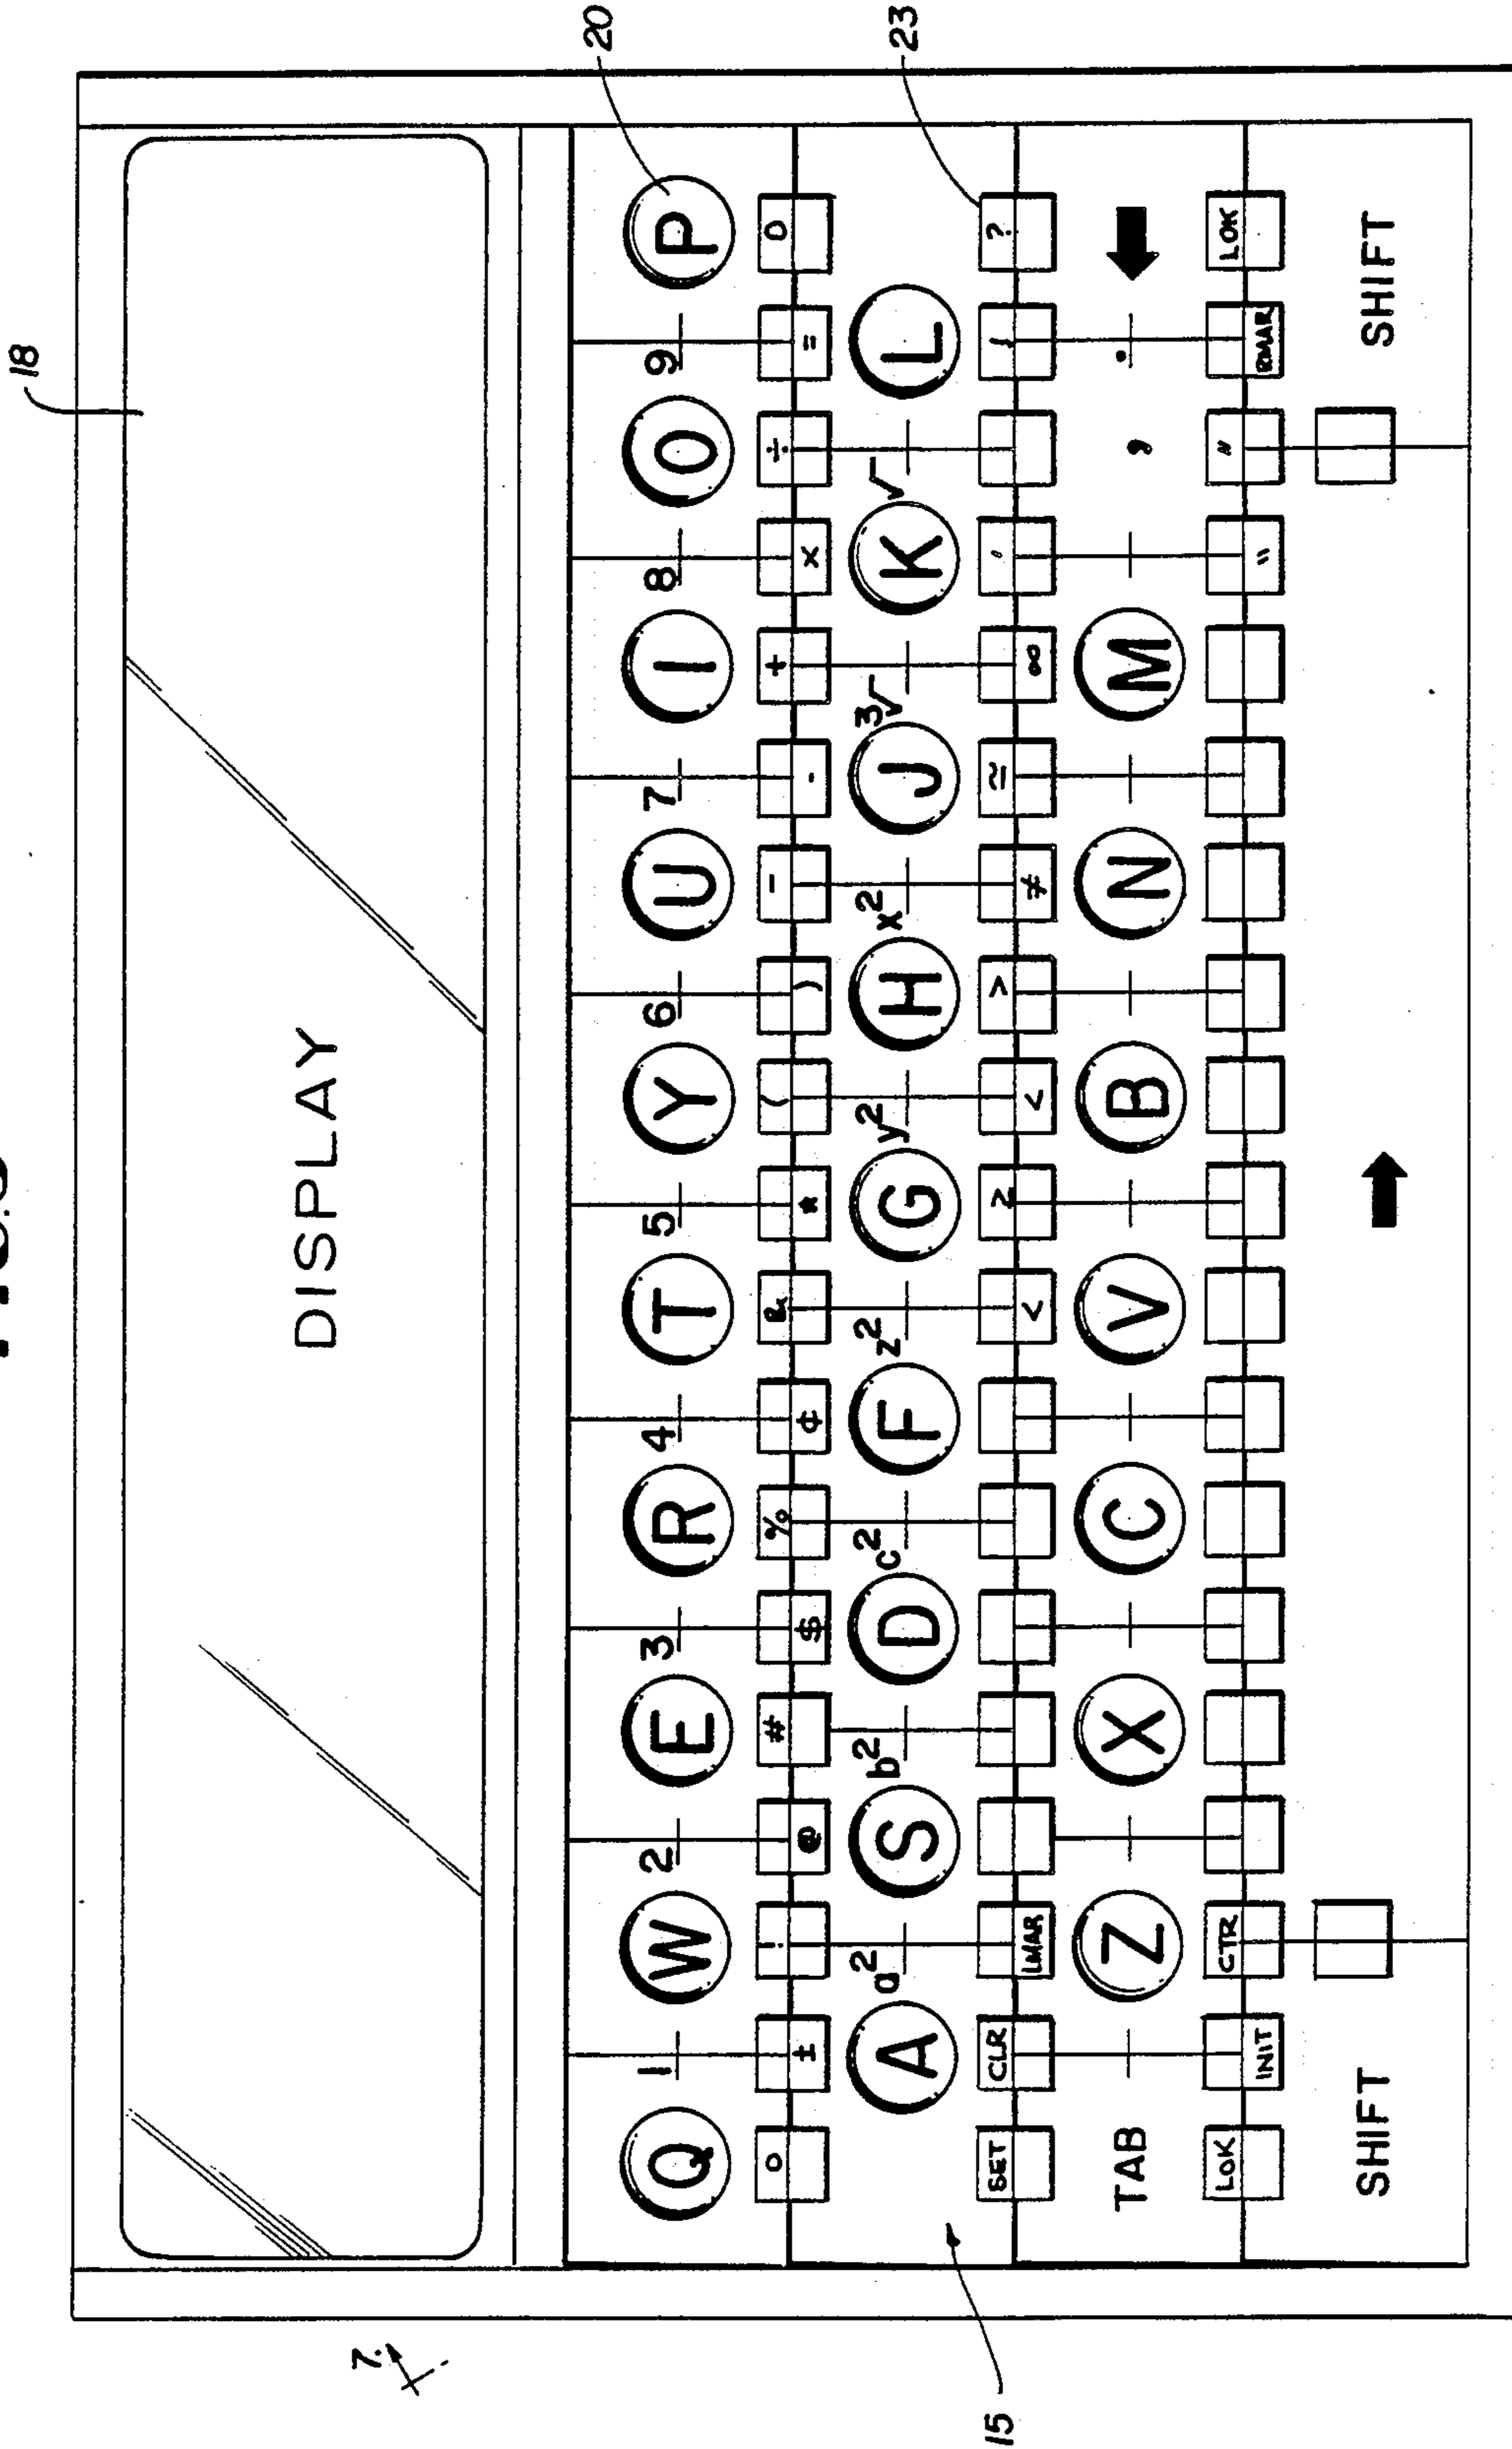 18
20
DISPLAY
7.
Q 1 W 2 E 3 R 4 T 5 Y 6 U 7 I 8 O 9 P
o ± ! @ # $ % ¢ & * ( ) - . + × ÷ = 0
A a² S b² D c² F z² G y² H x² J ³√ K √ L
23
SET CLR LMAR < ≥ < > ≠ ≅ ∞ ' ?
TAB Z X C V B N M , . ←
LOK INIT CTR " " RMAR LOK
SHIFT → SHIFT
15